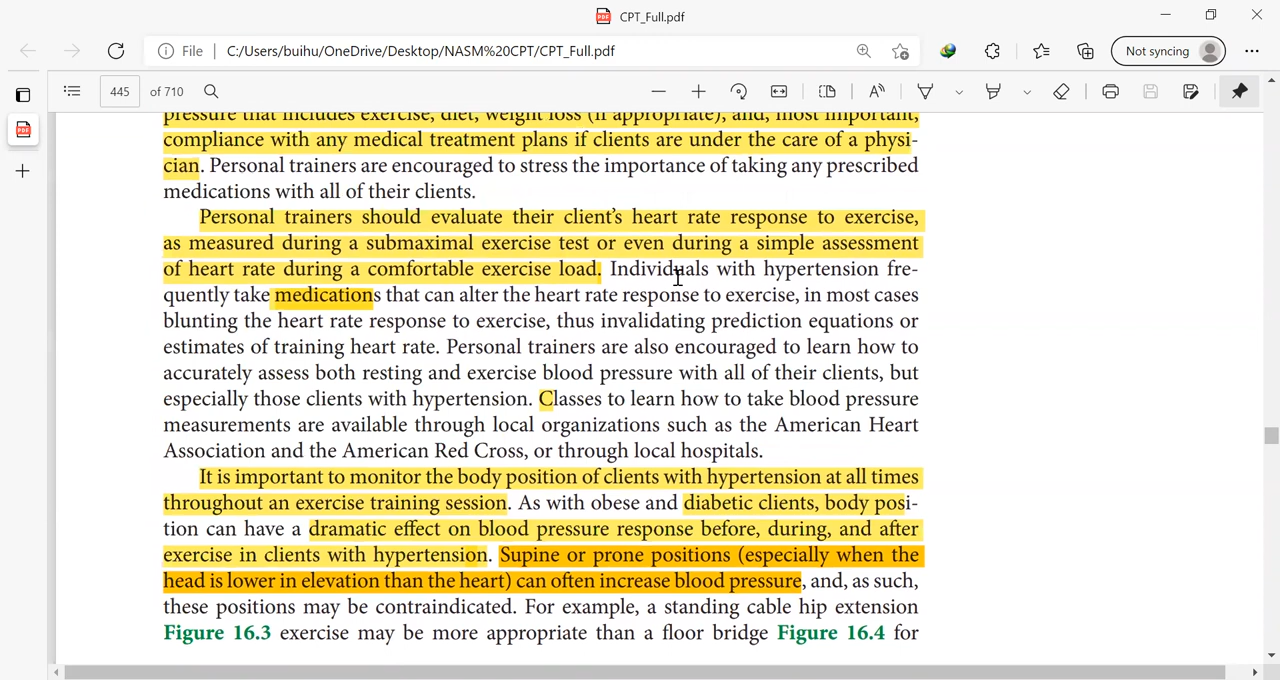 CPT_Full.pdf
File | C:/Users/buihu/OneDrive/Desktop/NASM%20CPT/CPT_Full.pdf
Not syncing
445 of 710
pressure that includes exercise, diet, weight loss (if appropriate), and, most important,
compliance with any medical treatment plans if clients are under the care of a physi-
cian. Personal trainers are encouraged to stress the importance of taking any prescribed
medications with all of their clients.
Personal trainers should evaluate their client's heart rate response to exercise,
as measured during a submaximal exercise test or even during a simple assessment
of heart rate during a comfortable exercise load. Individuals with hypertension fre-
quently take medications that can alter the heart rate response to exercise, in most cases
blunting the heart rate response to exercise, thus invalidating prediction equations or
estimates of training heart rate. Personal trainers are also encouraged to learn how to
accurately assess both resting and exercise blood pressure with all of their clients, but
especially those clients with hypertension. Classes to learn how to take blood pressure
measurements are available through local organizations such as the American Heart
Association and the American Red Cross, or through local hospitals.
It is important to monitor the body position of clients with hypertension at all times
throughout an exercise training session. As with obese and diabetic clients, body posi-
tion can have a dramatic effect on blood pressure response before, during, and after
exercise in clients with hypertension. Supine or prone positions (especially when the
head is lower in elevation than the heart) can often increase blood pressure, and, as such,
these positions may be contraindicated. For example, a standing cable hip extension
Figure 16.3 exercise may be more appropriate than a floor bridge Figure 16.4 for